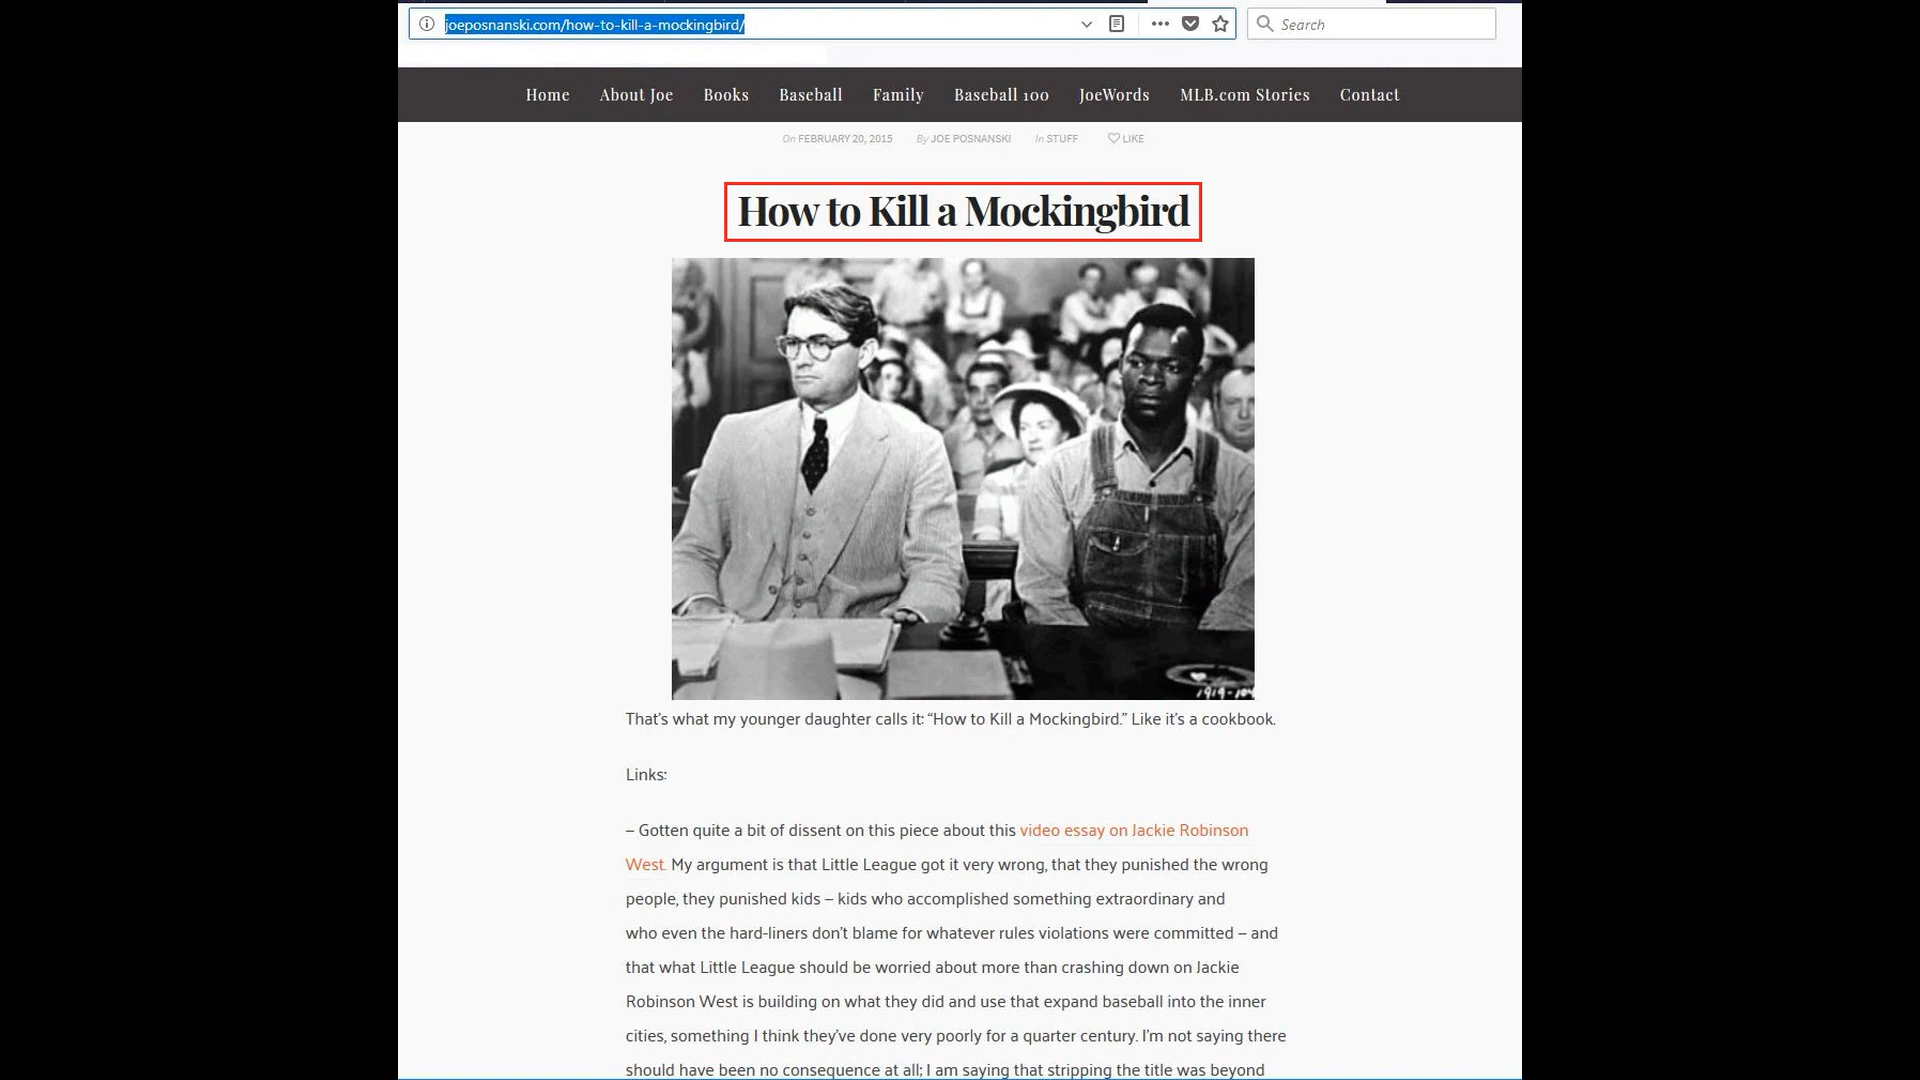 joeposnanski.com/how-to-kill-a-mockingbird/
Search
Home About Joe Books Baseball Family Baseball 100 JoeWords MLB.com Stories Contact
On FEBRUARY 20, 2015 By JOE POSNANSKI In STUFF LIKE
How to Kill a Mockingbird
That's what my younger daughter calls it: “How to Kill a Mockingbird.” Like it's a cookbook.
Links:
– Gotten quite a bit of dissent on this piece about this video essay on Jackie Robinson
West. My argument is that Little League got it very wrong, that they punished the wrong
people, they punished kids – kids who accomplished something extraordinary and
who even the hard-liners don't blame for whatever rules violations were committed – and
that what Little League should be worried about more than crashing down on Jackie
Robinson West is building on what they did and use that expand baseball into the inner
cities, something I think they've done very poorly for a quarter century. I'm not saying there
should have been no consequence at all; I am saying that stripping the title was beyond